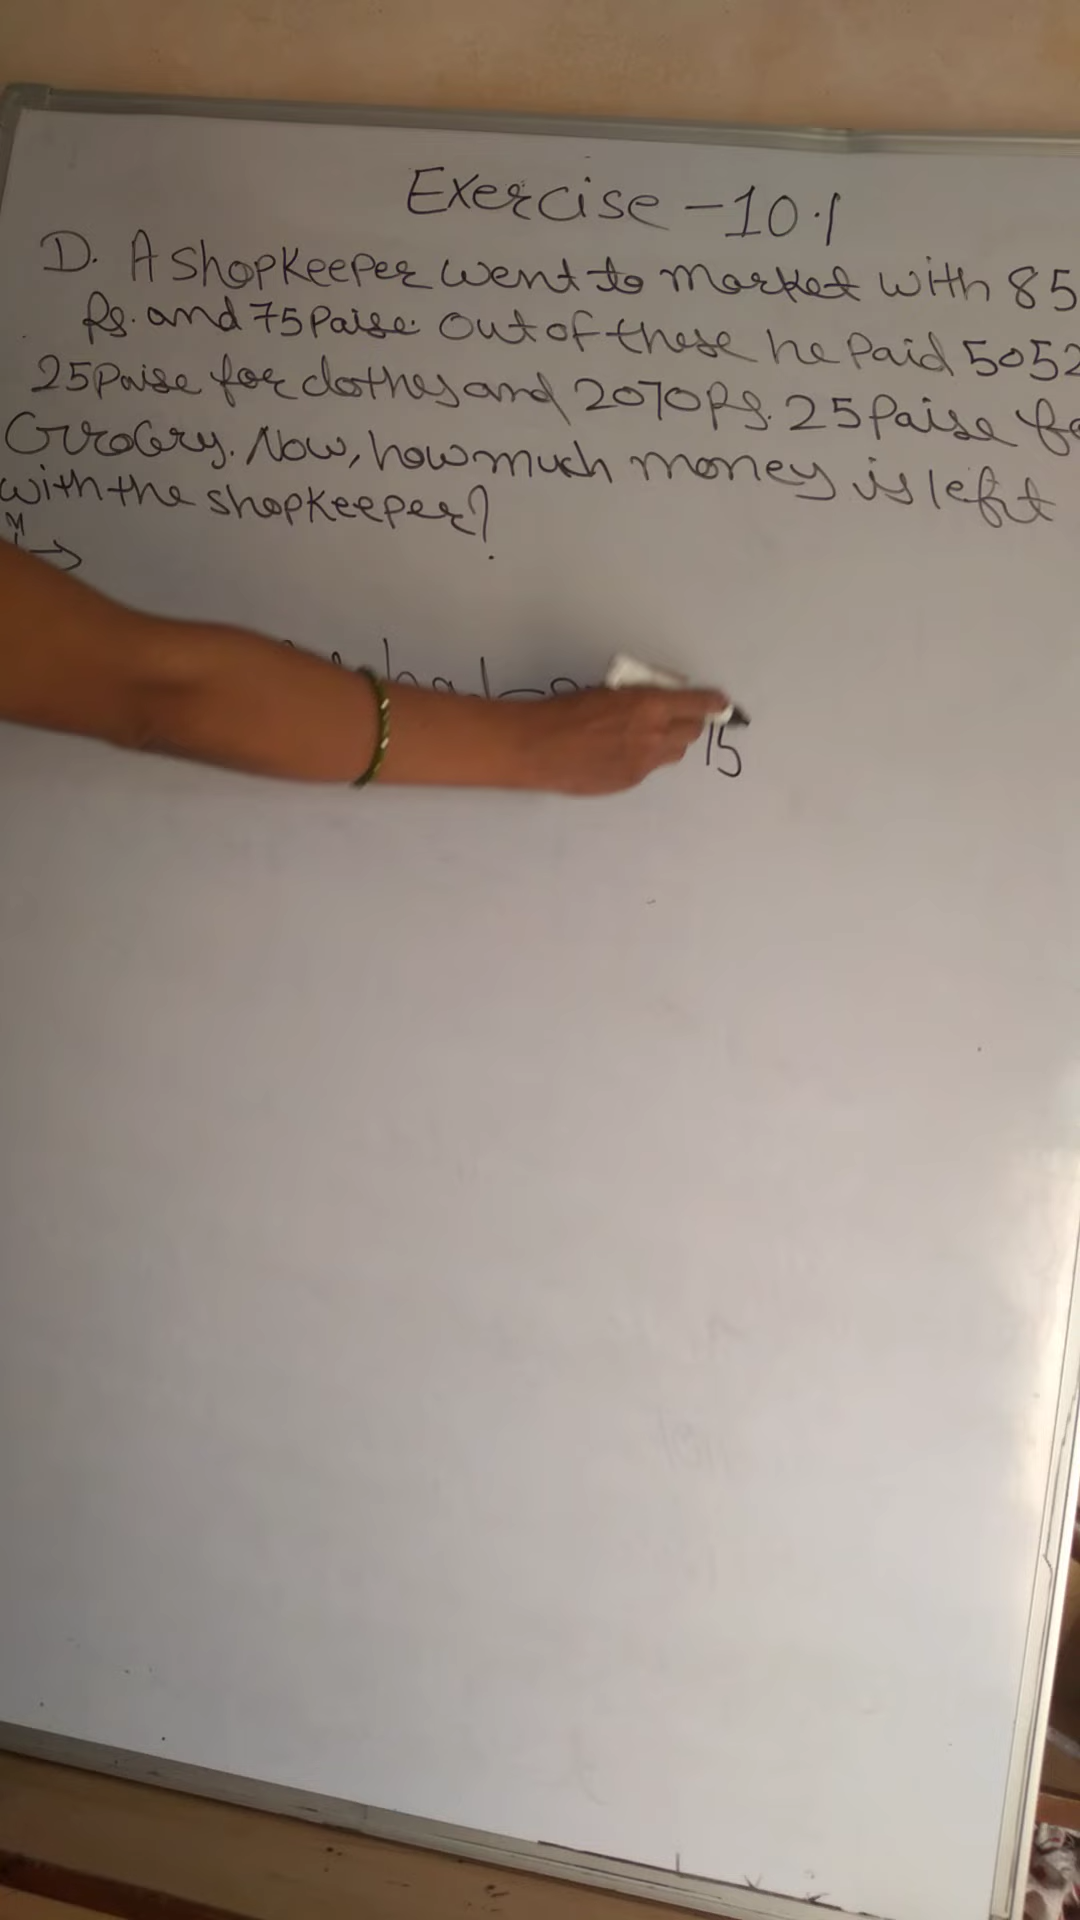 Exercise - 10.1
D. A shopkeeper went to market with 85
Rs. and 75 Paise. Out of these he Paid 5052
25 Paise for clothes and 2070 Rs. 25 Paise fo
Grocery. Now, how much money is left
with the shopkeeper?
had
15